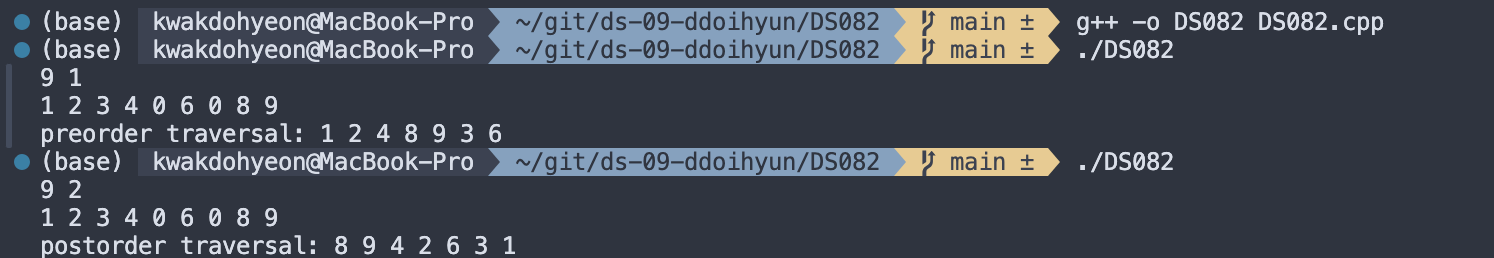 (base) kwakdohyeon@MacBook-Pro ~/git/ds-09-ddoihyun/DS082 main ± g++ -o DS082 DS082.cpp
(base) kwakdohyeon@MacBook-Pro ~/git/ds-09-ddoihyun/DS082 main ± ./DS082
9 1
1 2 3 4 0 6 0 8 9
preorder traversal: 1 2 4 8 9 3 6
(base) kwakdohyeon@MacBook-Pro ~/git/ds-09-ddoihyun/DS082 main ± ./DS082
9 2
1 2 3 4 0 6 0 8 9
postorder traversal: 8 9 4 2 6 3 1